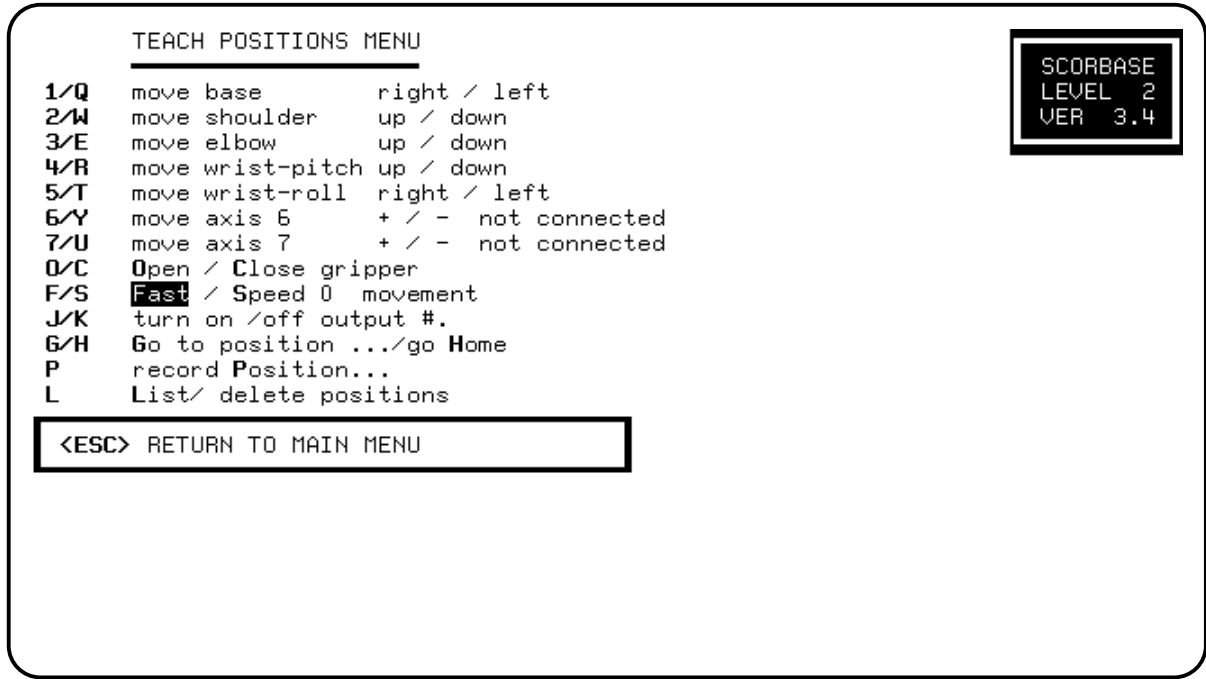 TEACH POSITIONS MENU
SCORBASE
LEVEL 2
VER 3.4
1/Q move base right / left
2/W move shoulder up / down
3/E move elbow up / down
4/R move wrist-pitch up / down
5/T move wrist-roll right / left
6/Y move axis 6 + / - not connected
7/U move axis 7 + / - not connected
O/C Open / Close gripper
F/S Fast / Speed 0 movement
J/K turn on /off output #.
G/H Go to position .../go Home
P record Position...
L List/ delete positions
<ESC> RETURN TO MAIN MENU